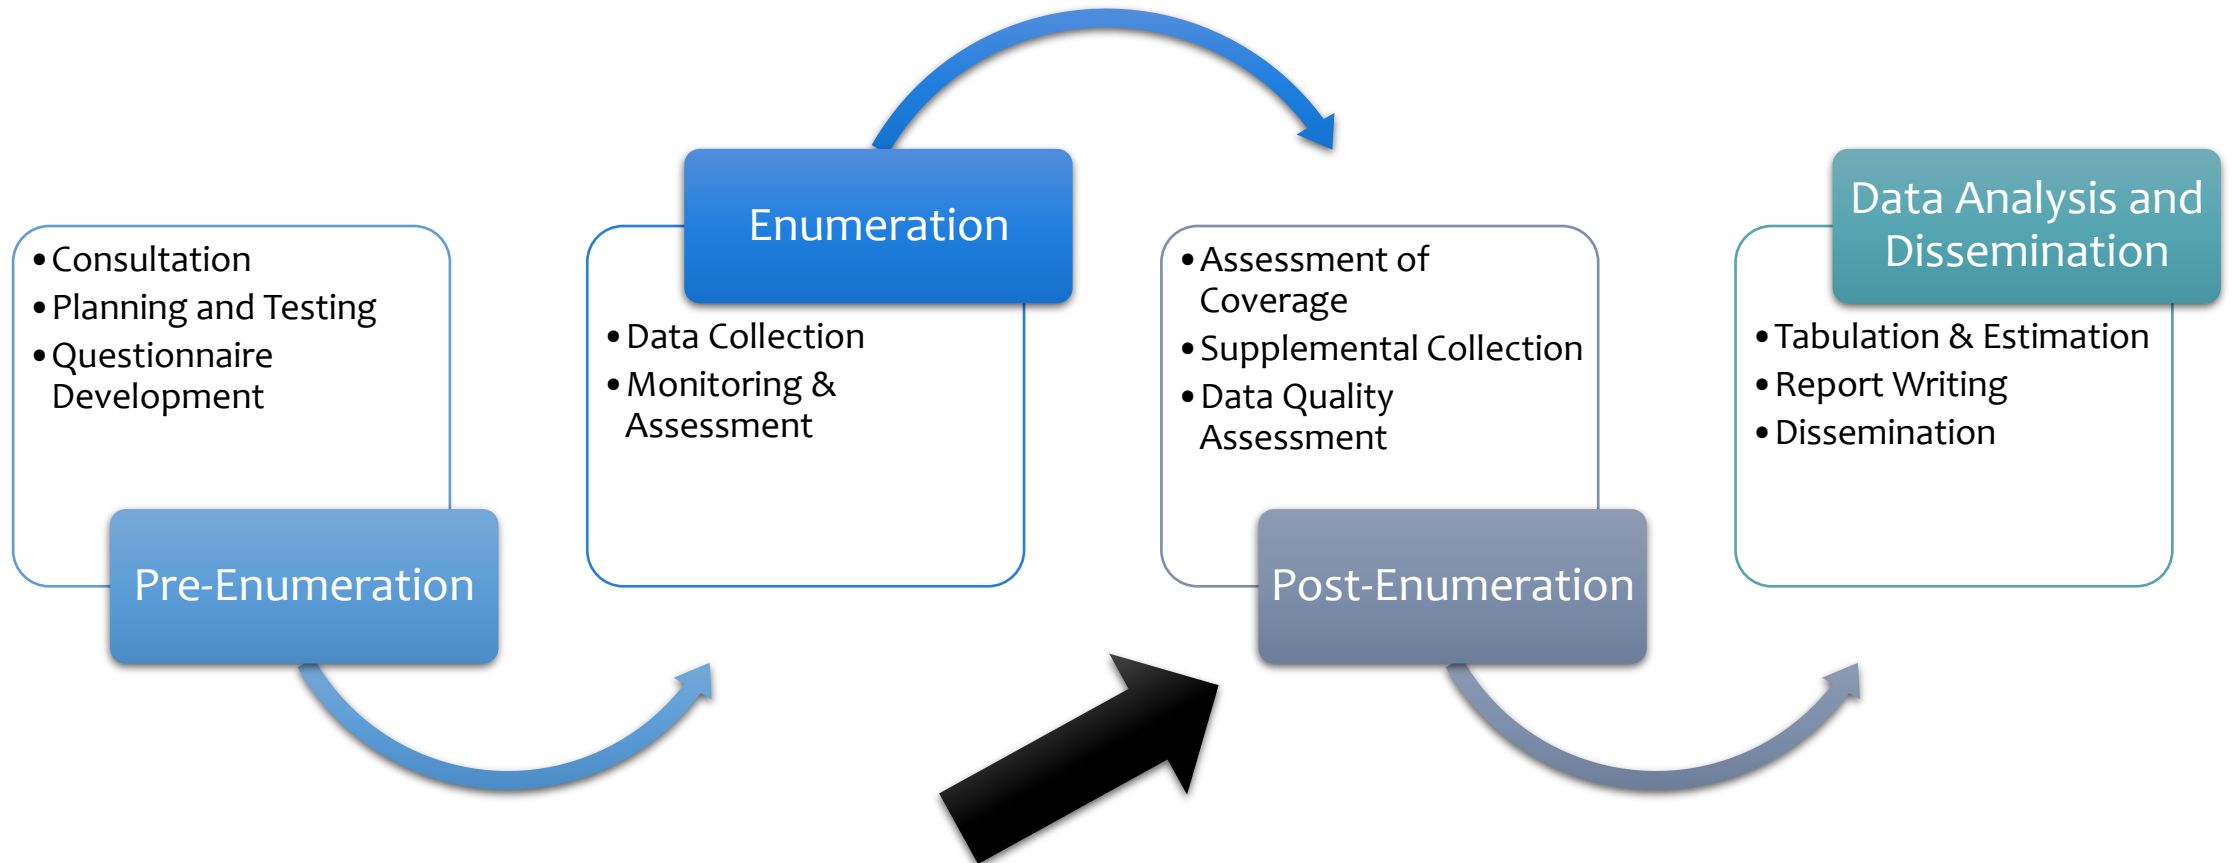 •Consultation
•Planning and Testing
•Questionnaire
Development
Pre-Enumeration
Enumeration
•Data Collection
•Monitoring &
Assessment
•Assessment of
Coverage
•Supplemental Collection
•Data Quality
Assessment
Post-Enumeration
Data Analysis and
Dissemination
•Tabulation & Estimation
•Report Writing
•Dissemination